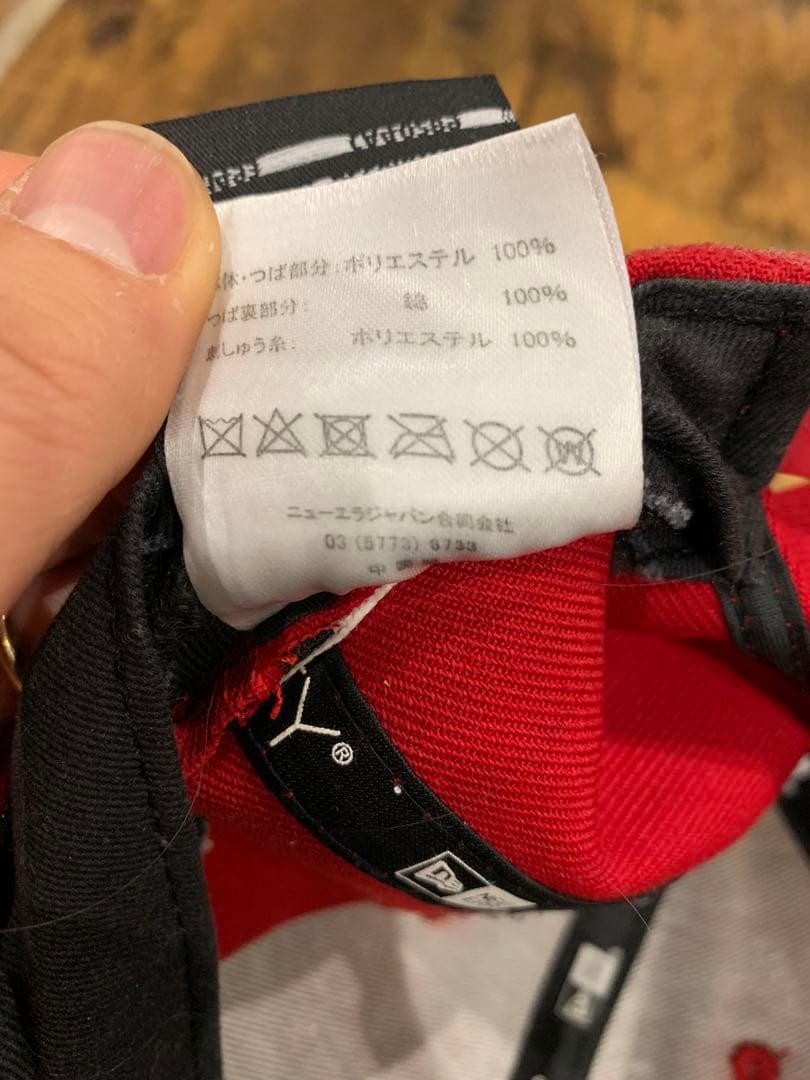 体・つば部分:ポリエステル 100%
つば裏部分: 綿 100%
刺しゅう糸: ポリエステル 100%
W
ニューエラジャパン合同会社
03 (5773) 6733
中
Y®